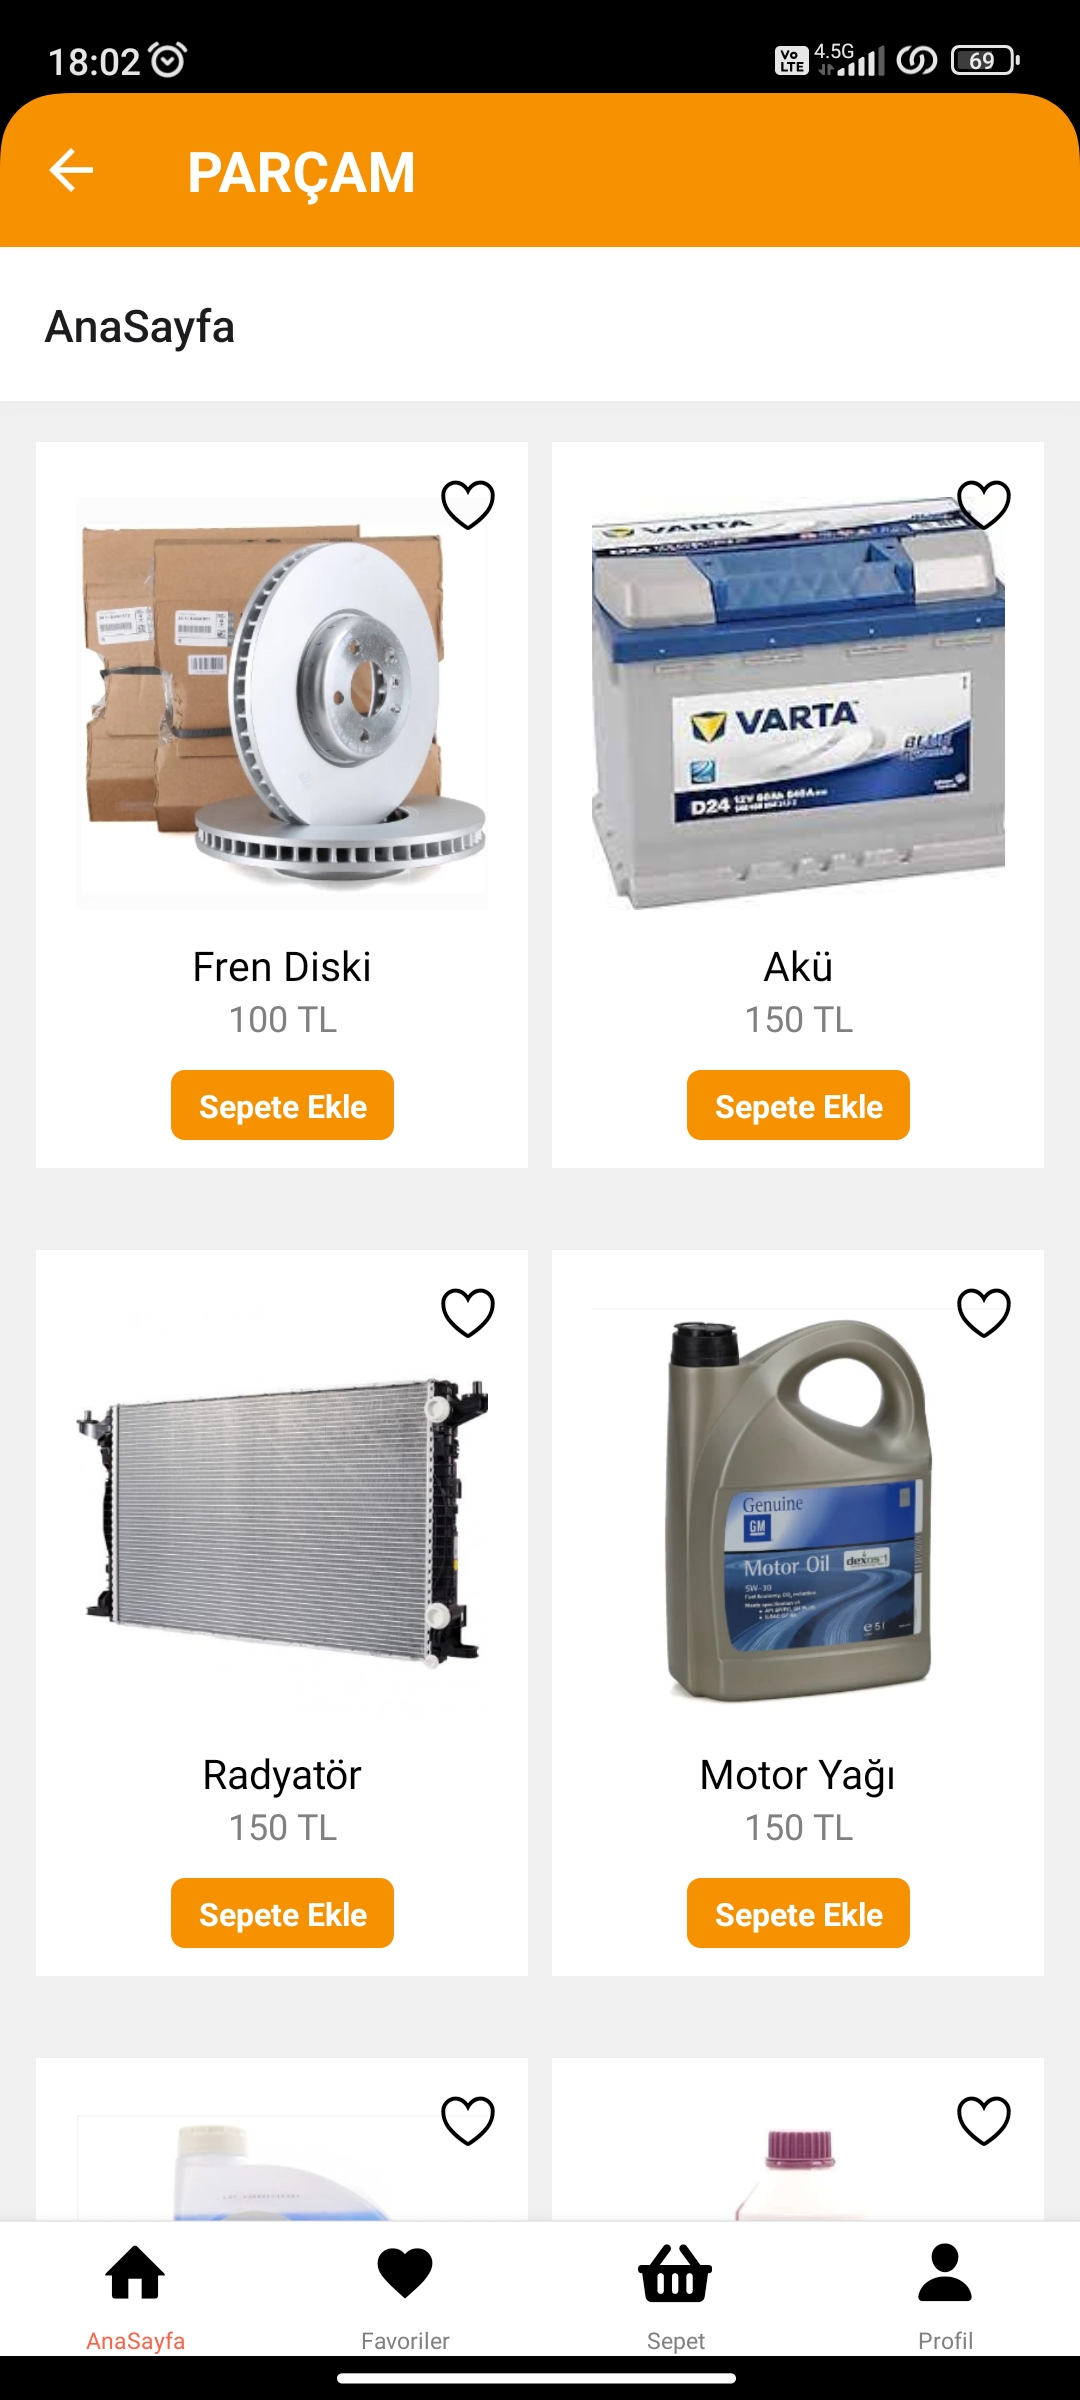 18:02
Vo LTE
4.5G
69
PARÇAM
AnaSayfa
VARTA
VARTA
BLUE
dynamic
D24 12V 60Ah 540A
Fren Diski
Akü
100 TL
150 TL
Sepete Ekle
Sepete Ekle
Genuine
GM
Motor Oil
dexos1
5W-30
e 5 l
Radyatör
Motor Yağı
150 TL
150 TL
Sepete Ekle
Sepete Ekle
AnaSayfa
Favoriler
Sepet
Profil